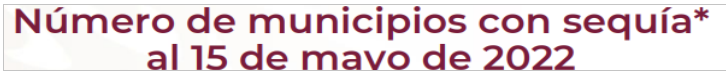 Número de municipios con sequía*
al 15 de mayo de 2022